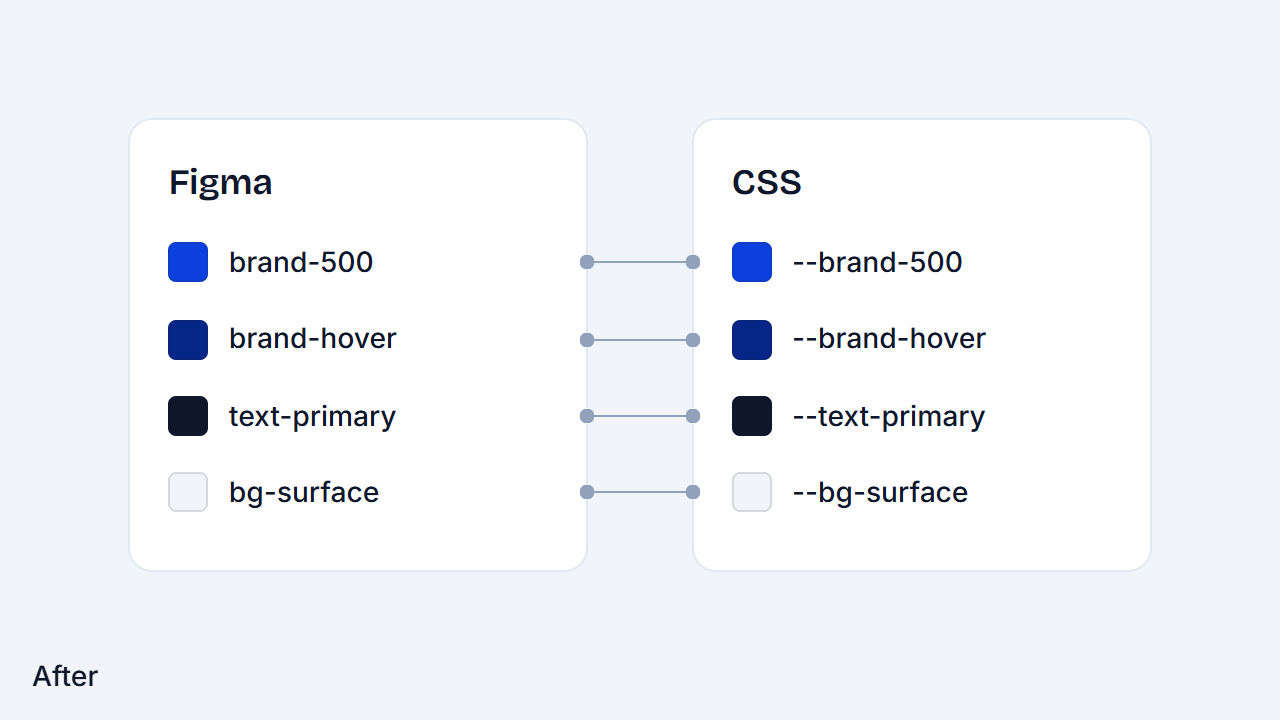 Figma
brand-500
brand-hover
text-primary
bg-surface
CSS
--brand-500
--brand-hover
--text-primary
--bg-surface
After